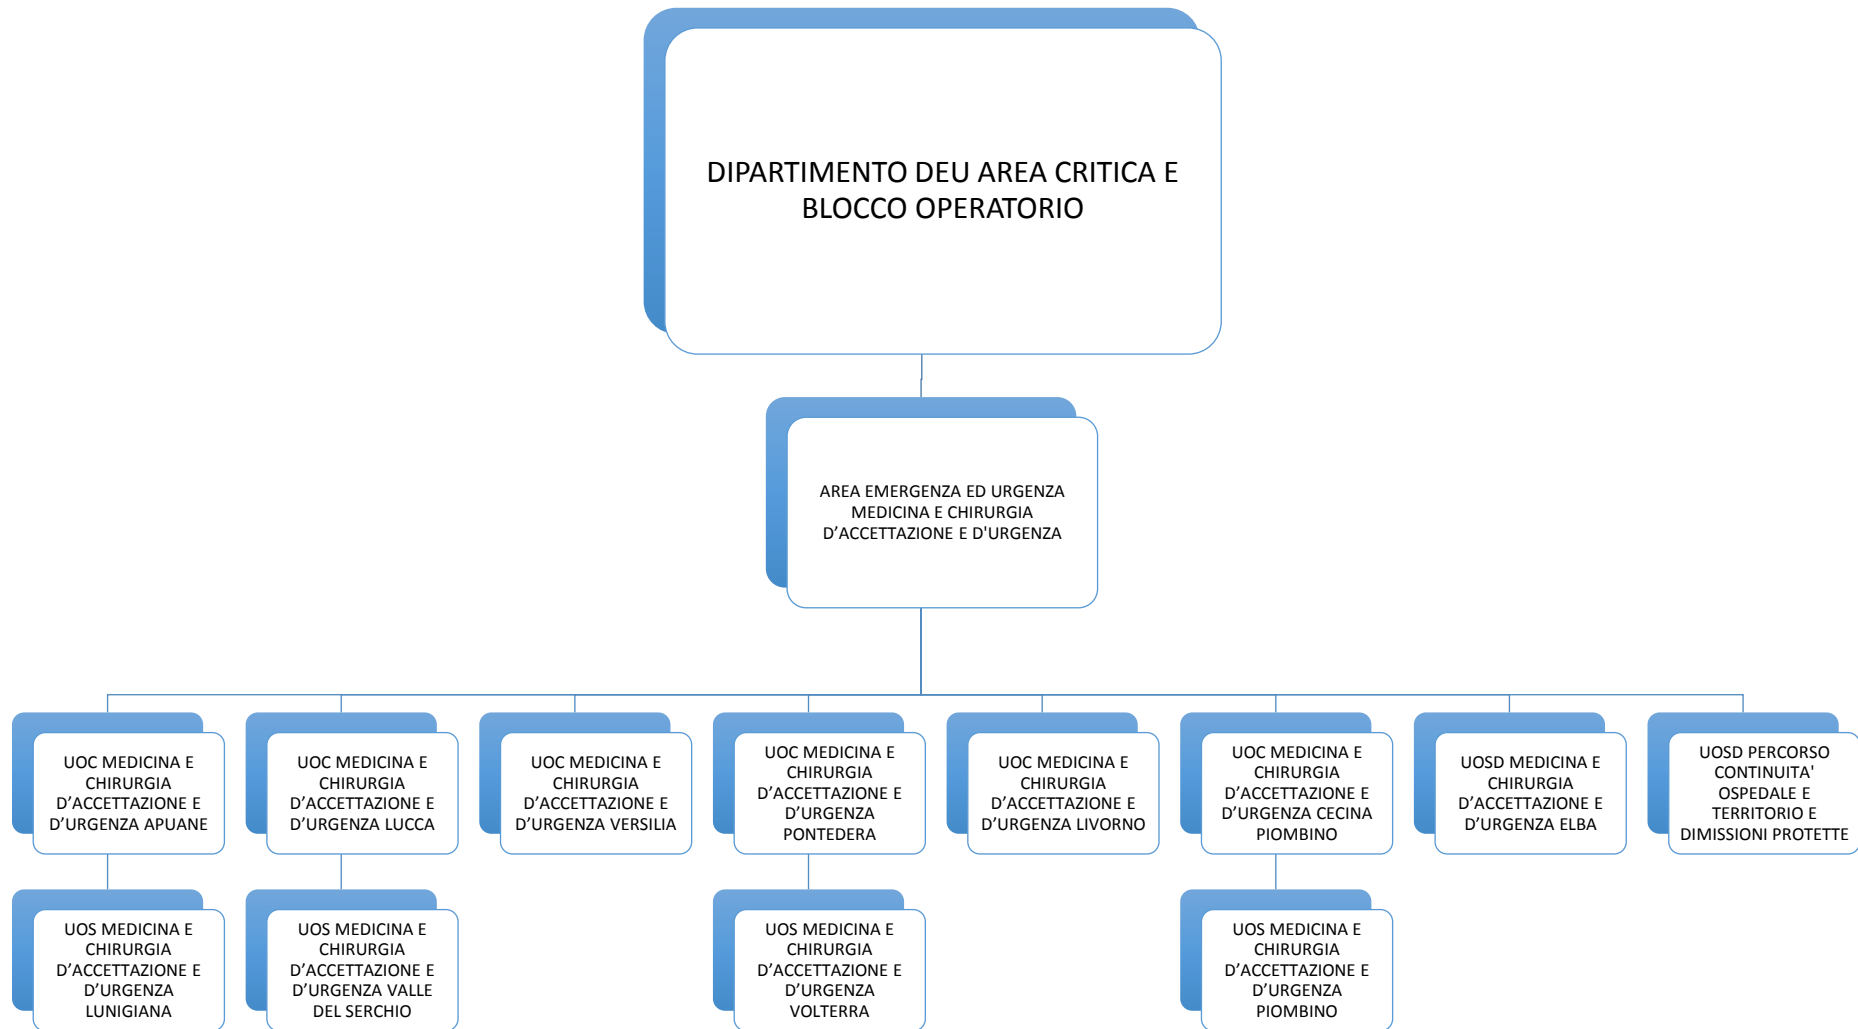 DIPARTIMENTO DEU AREA CRITICA E
BLOCCO OPERATORIO
AREA EMERGENZA ED URGENZA
MEDICINA E CHIRURGIA
D’ACCETTAZIONE E D'URGENZA
UOC MEDICINA E
CHIRURGIA
D’ACCETTAZIONE E
D’URGENZA APUANE
UOC MEDICINA E
CHIRURGIA
D’ACCETTAZIONE E
D’URGENZA LUCCA
UOC MEDICINA E
CHIRURGIA
D’ACCETTAZIONE E
D’URGENZA VERSILIA
UOC MEDICINA E
CHIRURGIA
D’ACCETTAZIONE E
D’URGENZA
PONTEDERA
UOC MEDICINA E
CHIRURGIA
D’ACCETTAZIONE E
D’URGENZA LIVORNO
UOC MEDICINA E
CHIRURGIA
D’ACCETTAZIONE E
D’URGENZA CECINA
PIOMBINO
UOSD MEDICINA E
CHIRURGIA
D’ACCETTAZIONE E
D’URGENZA ELBA
UOSD PERCORSO
CONTINUITA'
OSPEDALE E
TERRITORIO E
DIMISSIONI PROTETTE
UOS MEDICINA E
CHIRURGIA
D’ACCETTAZIONE E
D’URGENZA
LUNIGIANA
UOS MEDICINA E
CHIRURGIA
D’ACCETTAZIONE E
D’URGENZA VALLE
DEL SERCHIO
UOS MEDICINA E
CHIRURGIA
D’ACCETTAZIONE E
D’URGENZA
VOLTERRA
UOS MEDICINA E
CHIRURGIA
D’ACCETTAZIONE E
D’URGENZA
PIOMBINO